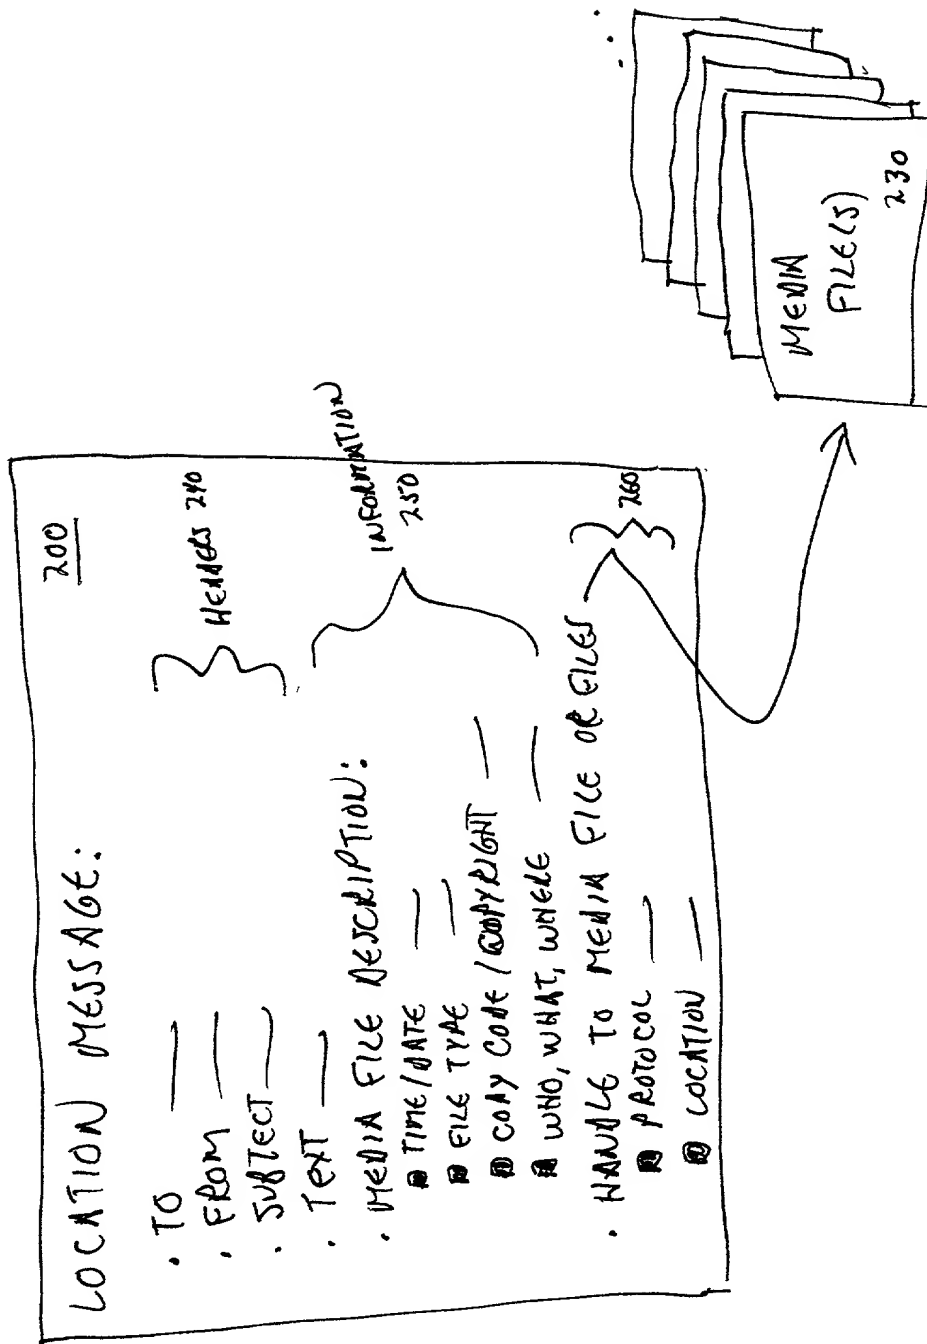 LOCATION MESSAGE: 200
· TO
· FROM
· SUBJECT
HEADERS 240
· TEXT
· MEDIA FILE DESCRIPTION:
TIME/DATE
FILE TYPE
COPY CODE / COPYRIGHT
WHO, WHAT, WHERE
INFORMATION
250
· HANDLE TO MEDIA FILE OR FILES
PROTOCOL
LOCATION
260
MEDIA
FILE(S)
230